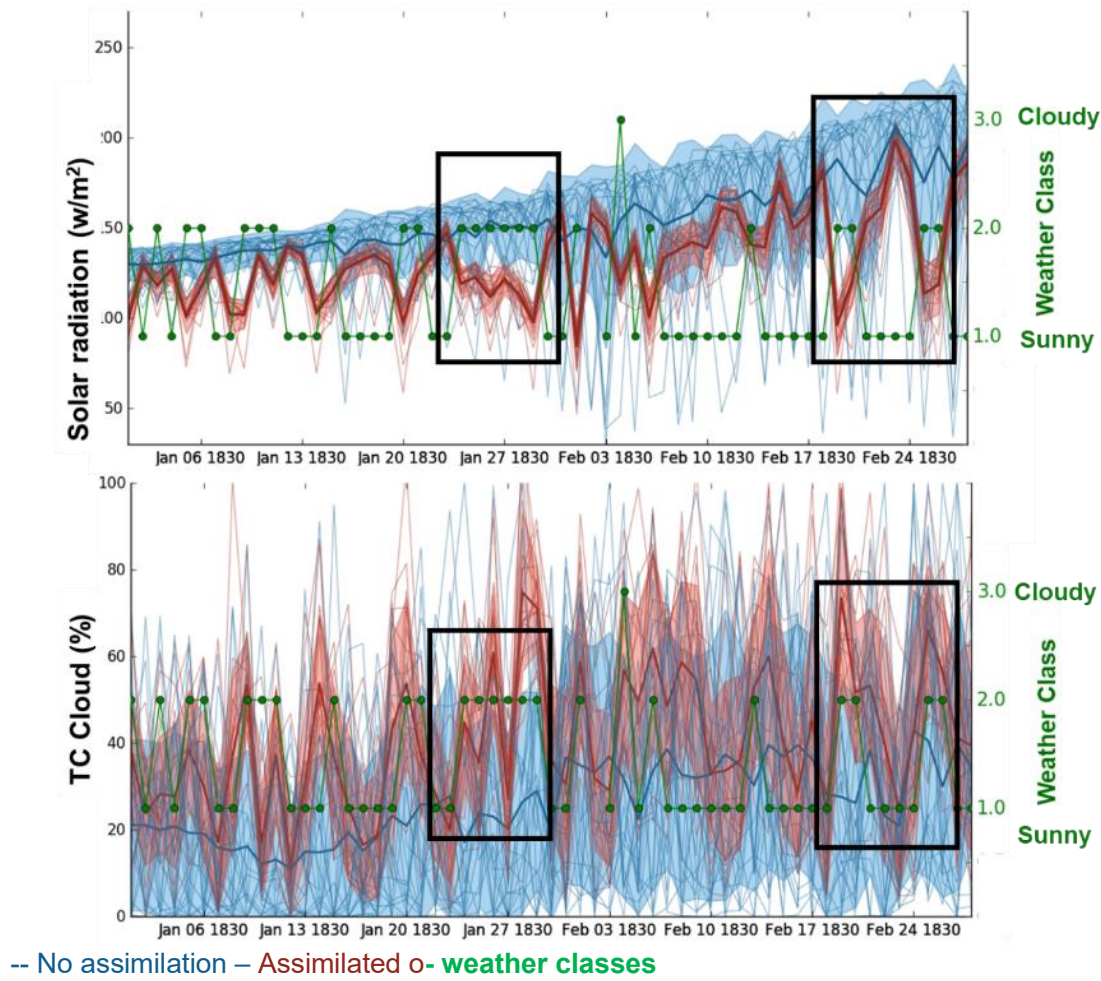 250
:00
3.0 Cloudy
Solar radiation (w/m²)
.50
2.0
Weather Class
.00
1.0 Sunny
50
Jan 06 1830 Jan 13 1830 Jan 20 1830 Jan 27 1830 Feb 03 1830 Feb 10 1830 Feb 17 1830 Feb 24 1830
100
80
3.0 Cloudy
TC Cloud (%)
60
2.0
Weather Class
40
1.0
20
Sunny
0
Jan 06 1830 Jan 13 1830 Jan 20 1830 Jan 27 1830 Feb 03 1830 Feb 10 1830 Feb 17 1830 Feb 24 1830
-- No assimilation – Assimilated o- weather classes